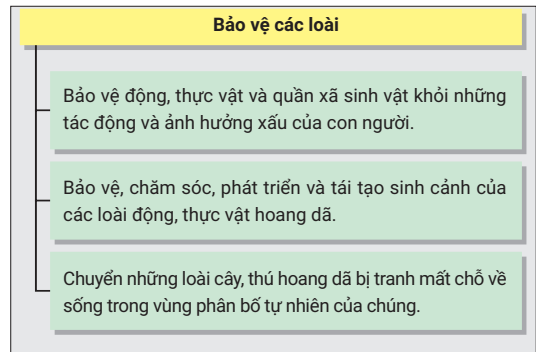 Bảo vệ các loài
Bảo vệ động, thực vật và quần xã sinh vật khỏi những
tác động và ảnh hưởng xấu của con người.
Bảo vệ, chăm sóc, phát triển và tái tạo sinh cảnh của
các loài động, thực vật hoang dã.
Chuyển những loài cây, thú hoang dã bị tranh mất chỗ về
sống trong vùng phân bố tự nhiên của chúng.